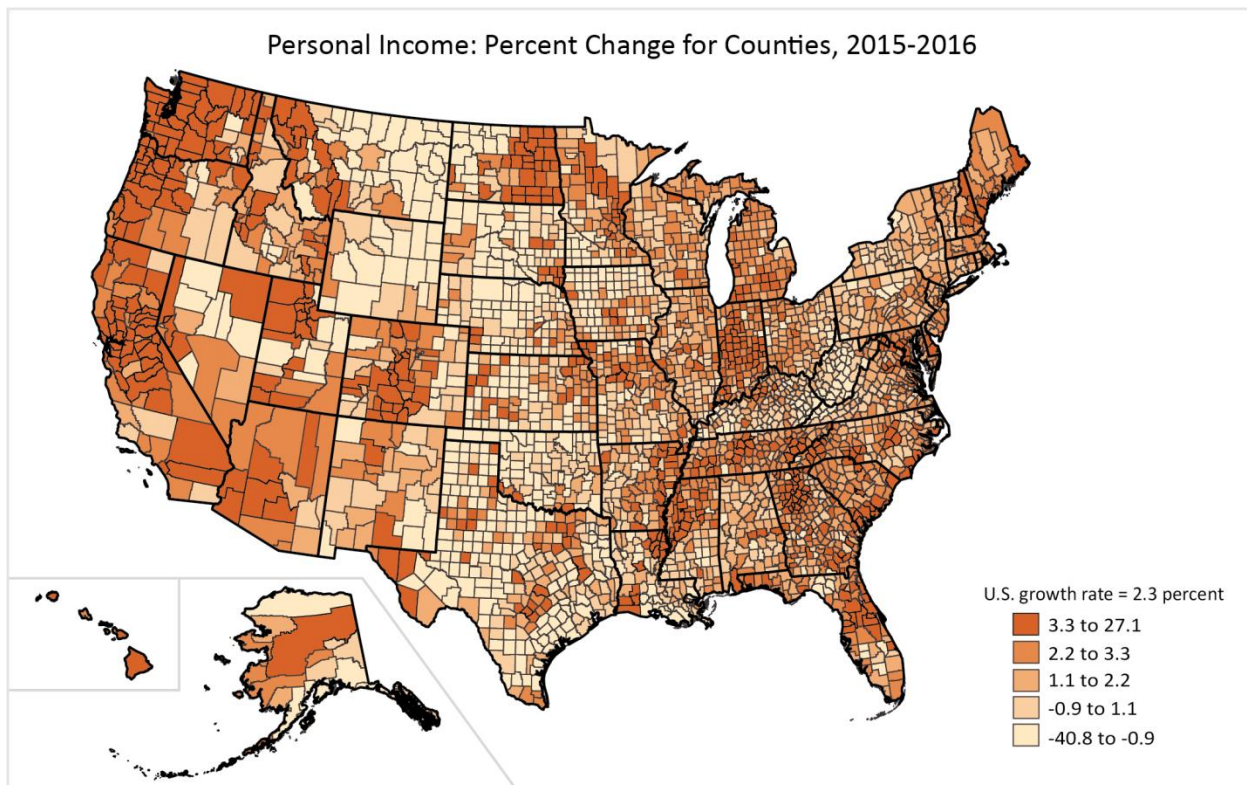 Personal Income: Percent Change for Counties, 2015-2016
U.S. growth rate = 2.3 percent
3.3 to 27.1
2.2 to 3.3
1.1 to 2.2
-0.9 to 1.1
-40.8 to -0.9